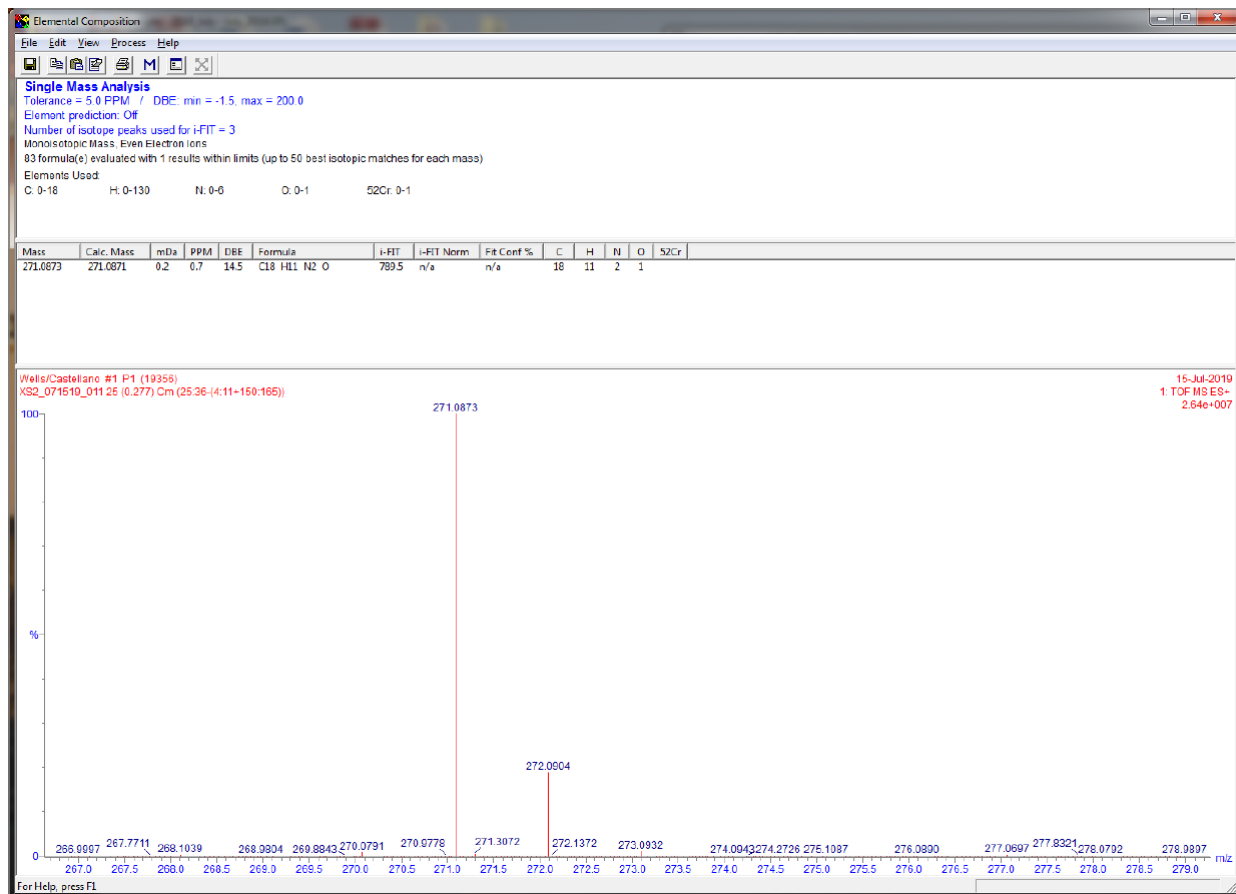 Elemental Composition
File Edit View Process Help
Single Mass Analysis
Tolerance = 5.0 PPM / DBE: min = -1.5, max = 200.0
Element prediction: Off
Number of isotope peaks used for i-FIT = 3
Monoisotopic Mass, Even Electron Ions
83 formula(e) evaluated with 1 results within limits (up to 50 best isotopic matches for each mass)
Elements Used:
C: 0-18 H: 0-130 N: 0-6 O: 0-1 52Cr: 0-1
Mass Calc. Mass mDa PPM DBE Formula i-FIT i-FIT Norm Fit Conf % C H N O 52Cr
271.0873 271.0871 0.2 0.7 14.5 C18 H11 N2 O 789.5 n/a n/a 18 11 2 1
Wells/Castellano #1 P1 (19356)
15-Jul-2019
XS2_071519_011 25 (0.277) Cm (25:36-(4:11+150:165))
1: TOF MS ES+
2.64e+007
100
271.0873
%
272.0904
0
266.9997 267.7711 268.1039 268.9804 269.8843 270.0791 270.9778 271.3072 272.1372 273.0932 274.0943 274.2726 275.1087 276.0890 277.0697 277.8321 278.0792 278.9897
267.0 267.5 268.0 268.5 269.0 269.5 270.0 270.5 271.0 271.5 272.0 272.5 273.0 273.5 274.0 274.5 275.0 275.5 276.0 276.5 277.0 277.5 278.0 278.5 279.0 m/z
For Help, press F1